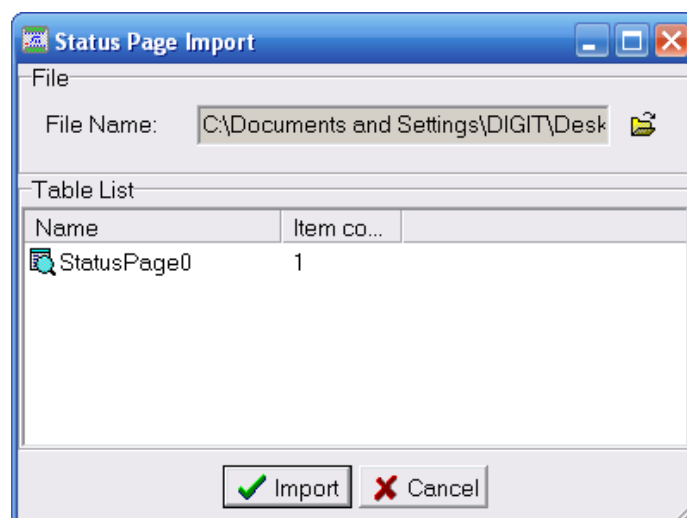 Status Page Import
File
File Name: C:\Documents and Settings\DIGIT\Desk
Table List
Name Item co...
StatusPage0 1
Import Cancel